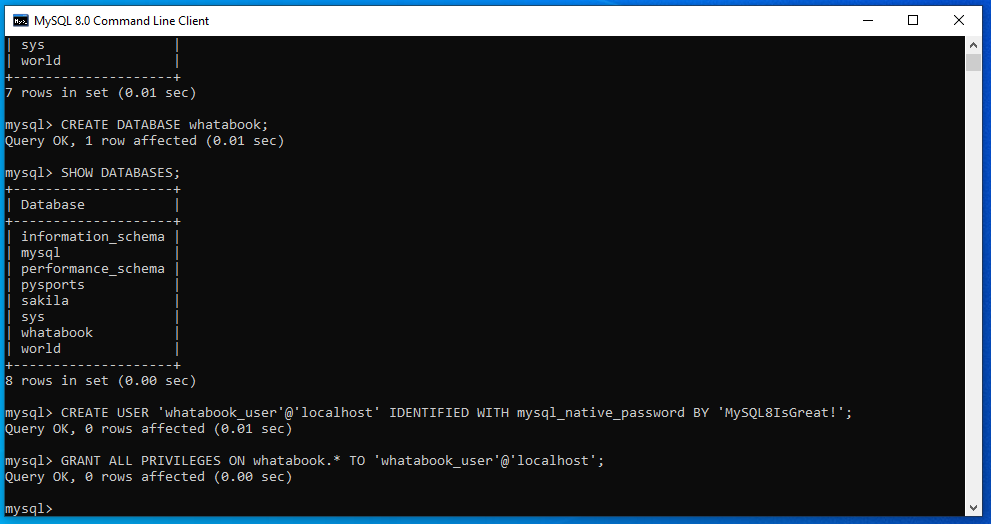 MySQL 8.0 Command Line Client
| sys                |
| world              |
+--------------------+
7 rows in set (0.01 sec)
mysql> CREATE DATABASE whatabook;
Query OK, 1 row affected (0.01 sec)
mysql> SHOW DATABASES;
+--------------------+
| Database           |
+--------------------+
| information_schema |
| mysql              |
| performance_schema |
| pysports           |
| sakila             |
| sys                |
| whatabook          |
| world              |
+--------------------+
8 rows in set (0.00 sec)
mysql> CREATE USER 'whatabook_user'@'localhost' IDENTIFIED WITH mysql_native_password BY 'MySQL8IsGreat!';
Query OK, 0 rows affected (0.01 sec)
mysql> GRANT ALL PRIVILEGES ON whatabook.* TO 'whatabook_user'@'localhost';
Query OK, 0 rows affected (0.00 sec)
mysql>